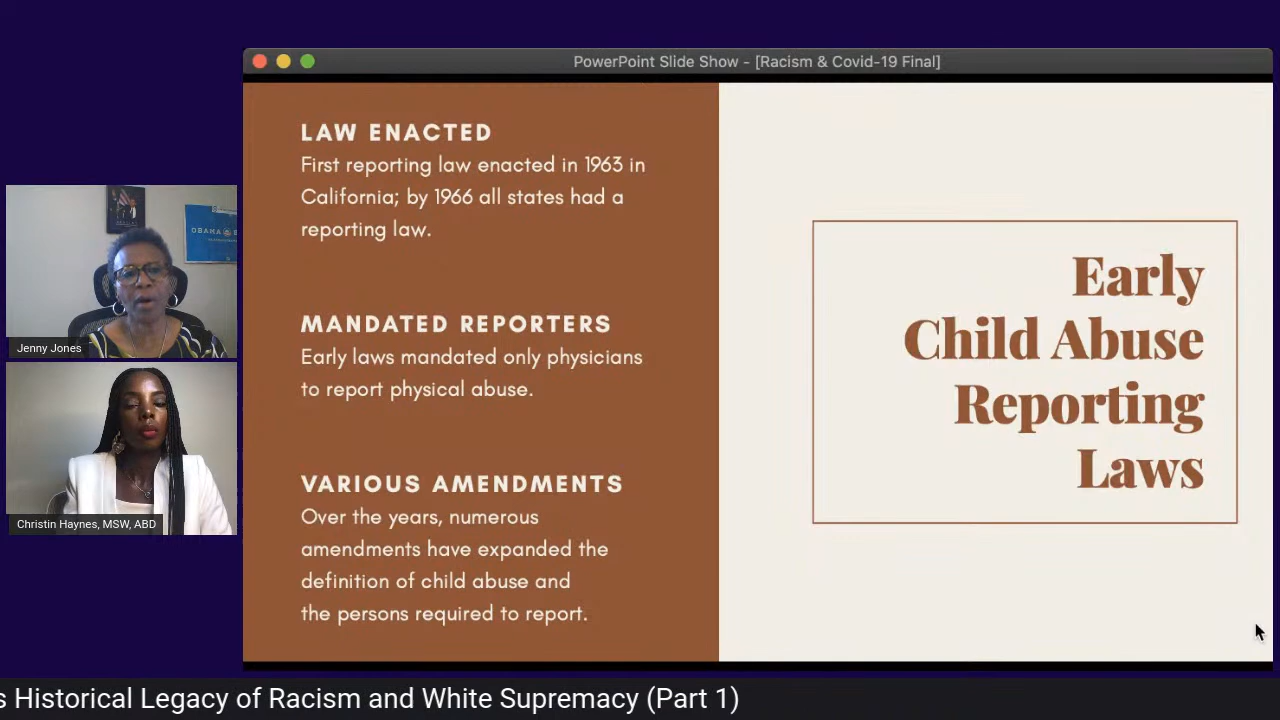 PowerPoint Slide Show - [Racism & Covid-19 Final]
LAW ENACTED
First reporting law enacted in 1963 in
California; by 1966 all states had a
reporting law.
MANDATED REPORTERS
Early laws mandated only physicians
to report physical abuse.
VARIOUS AMENDMENTS
Over the years, numerous
amendments have expanded the
definition of child abuse and
the persons required to report.
Early
Child Abuse
Reporting
Laws
OBAMA
Jenny Jones
Christin Haynes, MSW, ABD
s Historical Legacy of Racism and White Supremacy (Part 1)